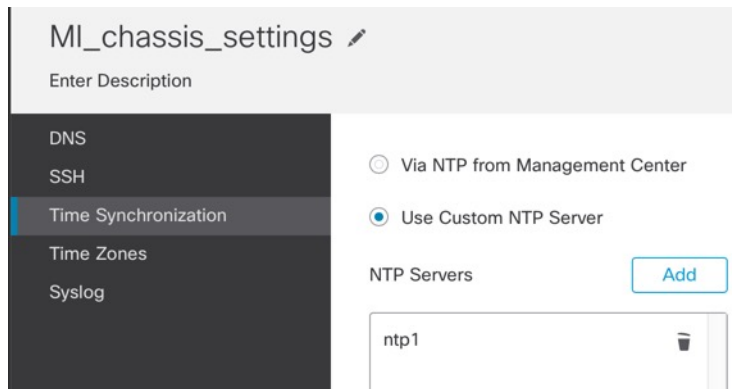 MI_chassis_settings
Enter Description
DNS
SSH
Time Synchronization
Time Zones
Syslog
Via NTP from Management Center
Use Custom NTP Server
NTP Servers
Add
ntp1